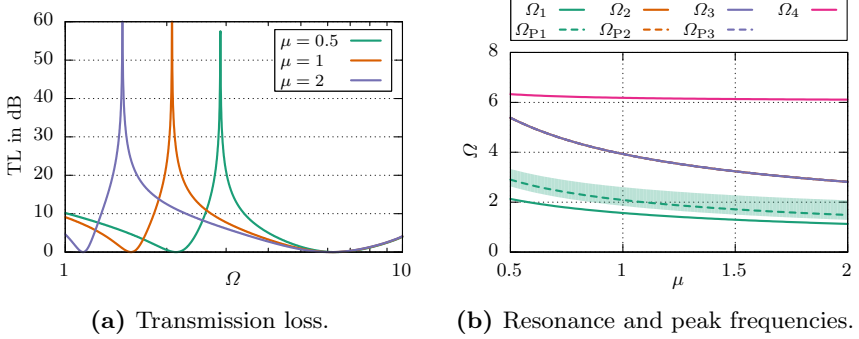 60
50
40
30
20
10
0
TL in dB
μ = 0.5
μ = 1
μ = 2
1
Ω
10
(a) Transmission loss.
Ω1 Ω2 Ω3 Ω4
ΩP1 ΩP2 ΩP3
8
6
4
2
0
Ω
0.5 1 μ 1.5 2
(b) Resonance and peak frequencies.